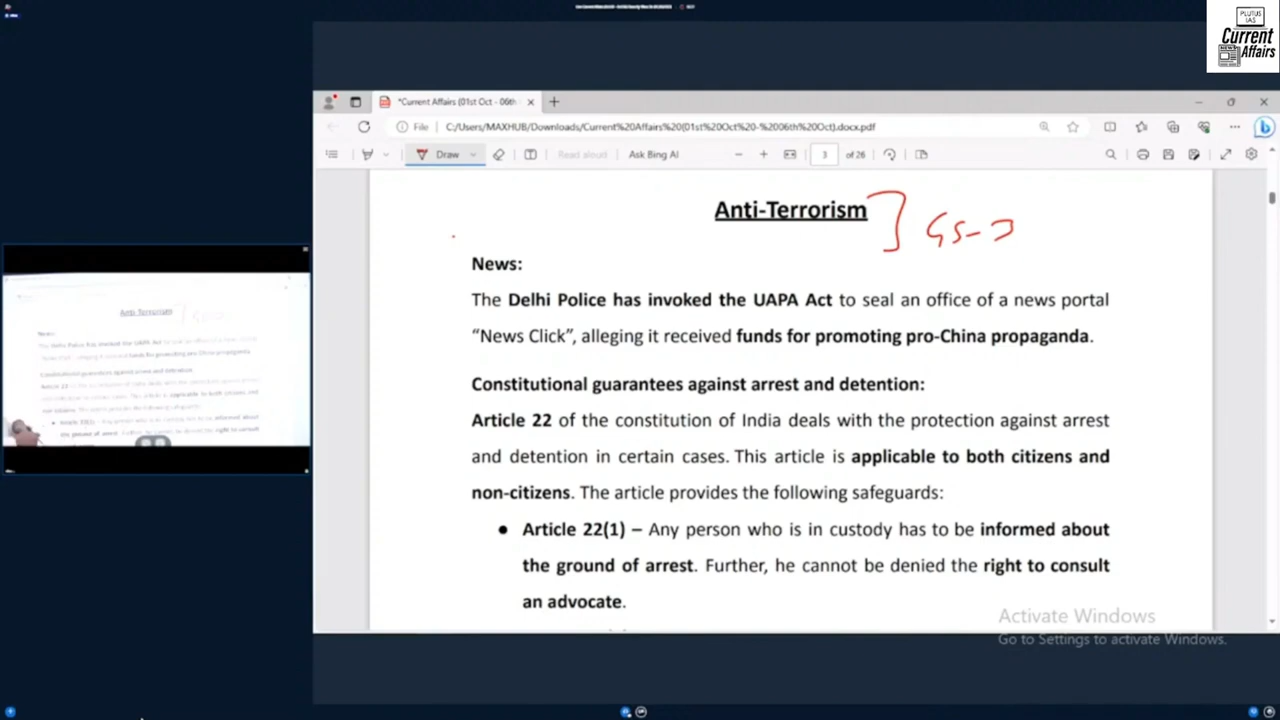 PLUTUS
IAS
Current
NEWS
Affairs
*Current Affairs (01st Oct - 06th
File
C:/Users/MAXHUB/Downloads/Current%20Affairs%20(01st%20Oct%20-%2006th%20Oct).docx.pdf
Draw
Read aloud
Ask Bing AI
3
of 26
Anti-Terrorism
GS-3
News:
The Delhi Police has invoked the UAPA Act to seal an office of a news portal
“News Click”, alleging it received funds for promoting pro-China propaganda.
Constitutional guarantees against arrest and detention:
Article 22 of the constitution of India deals with the protection against arrest
and detention in certain cases. This article is applicable to both citizens and
non-citizens. The article provides the following safeguards:
● Article 22(1) – Any person who is in custody has to be informed about
the ground of arrest. Further, he cannot be denied the right to consult
an advocate.
Activate Windows
Go to Settings to activate Windows.